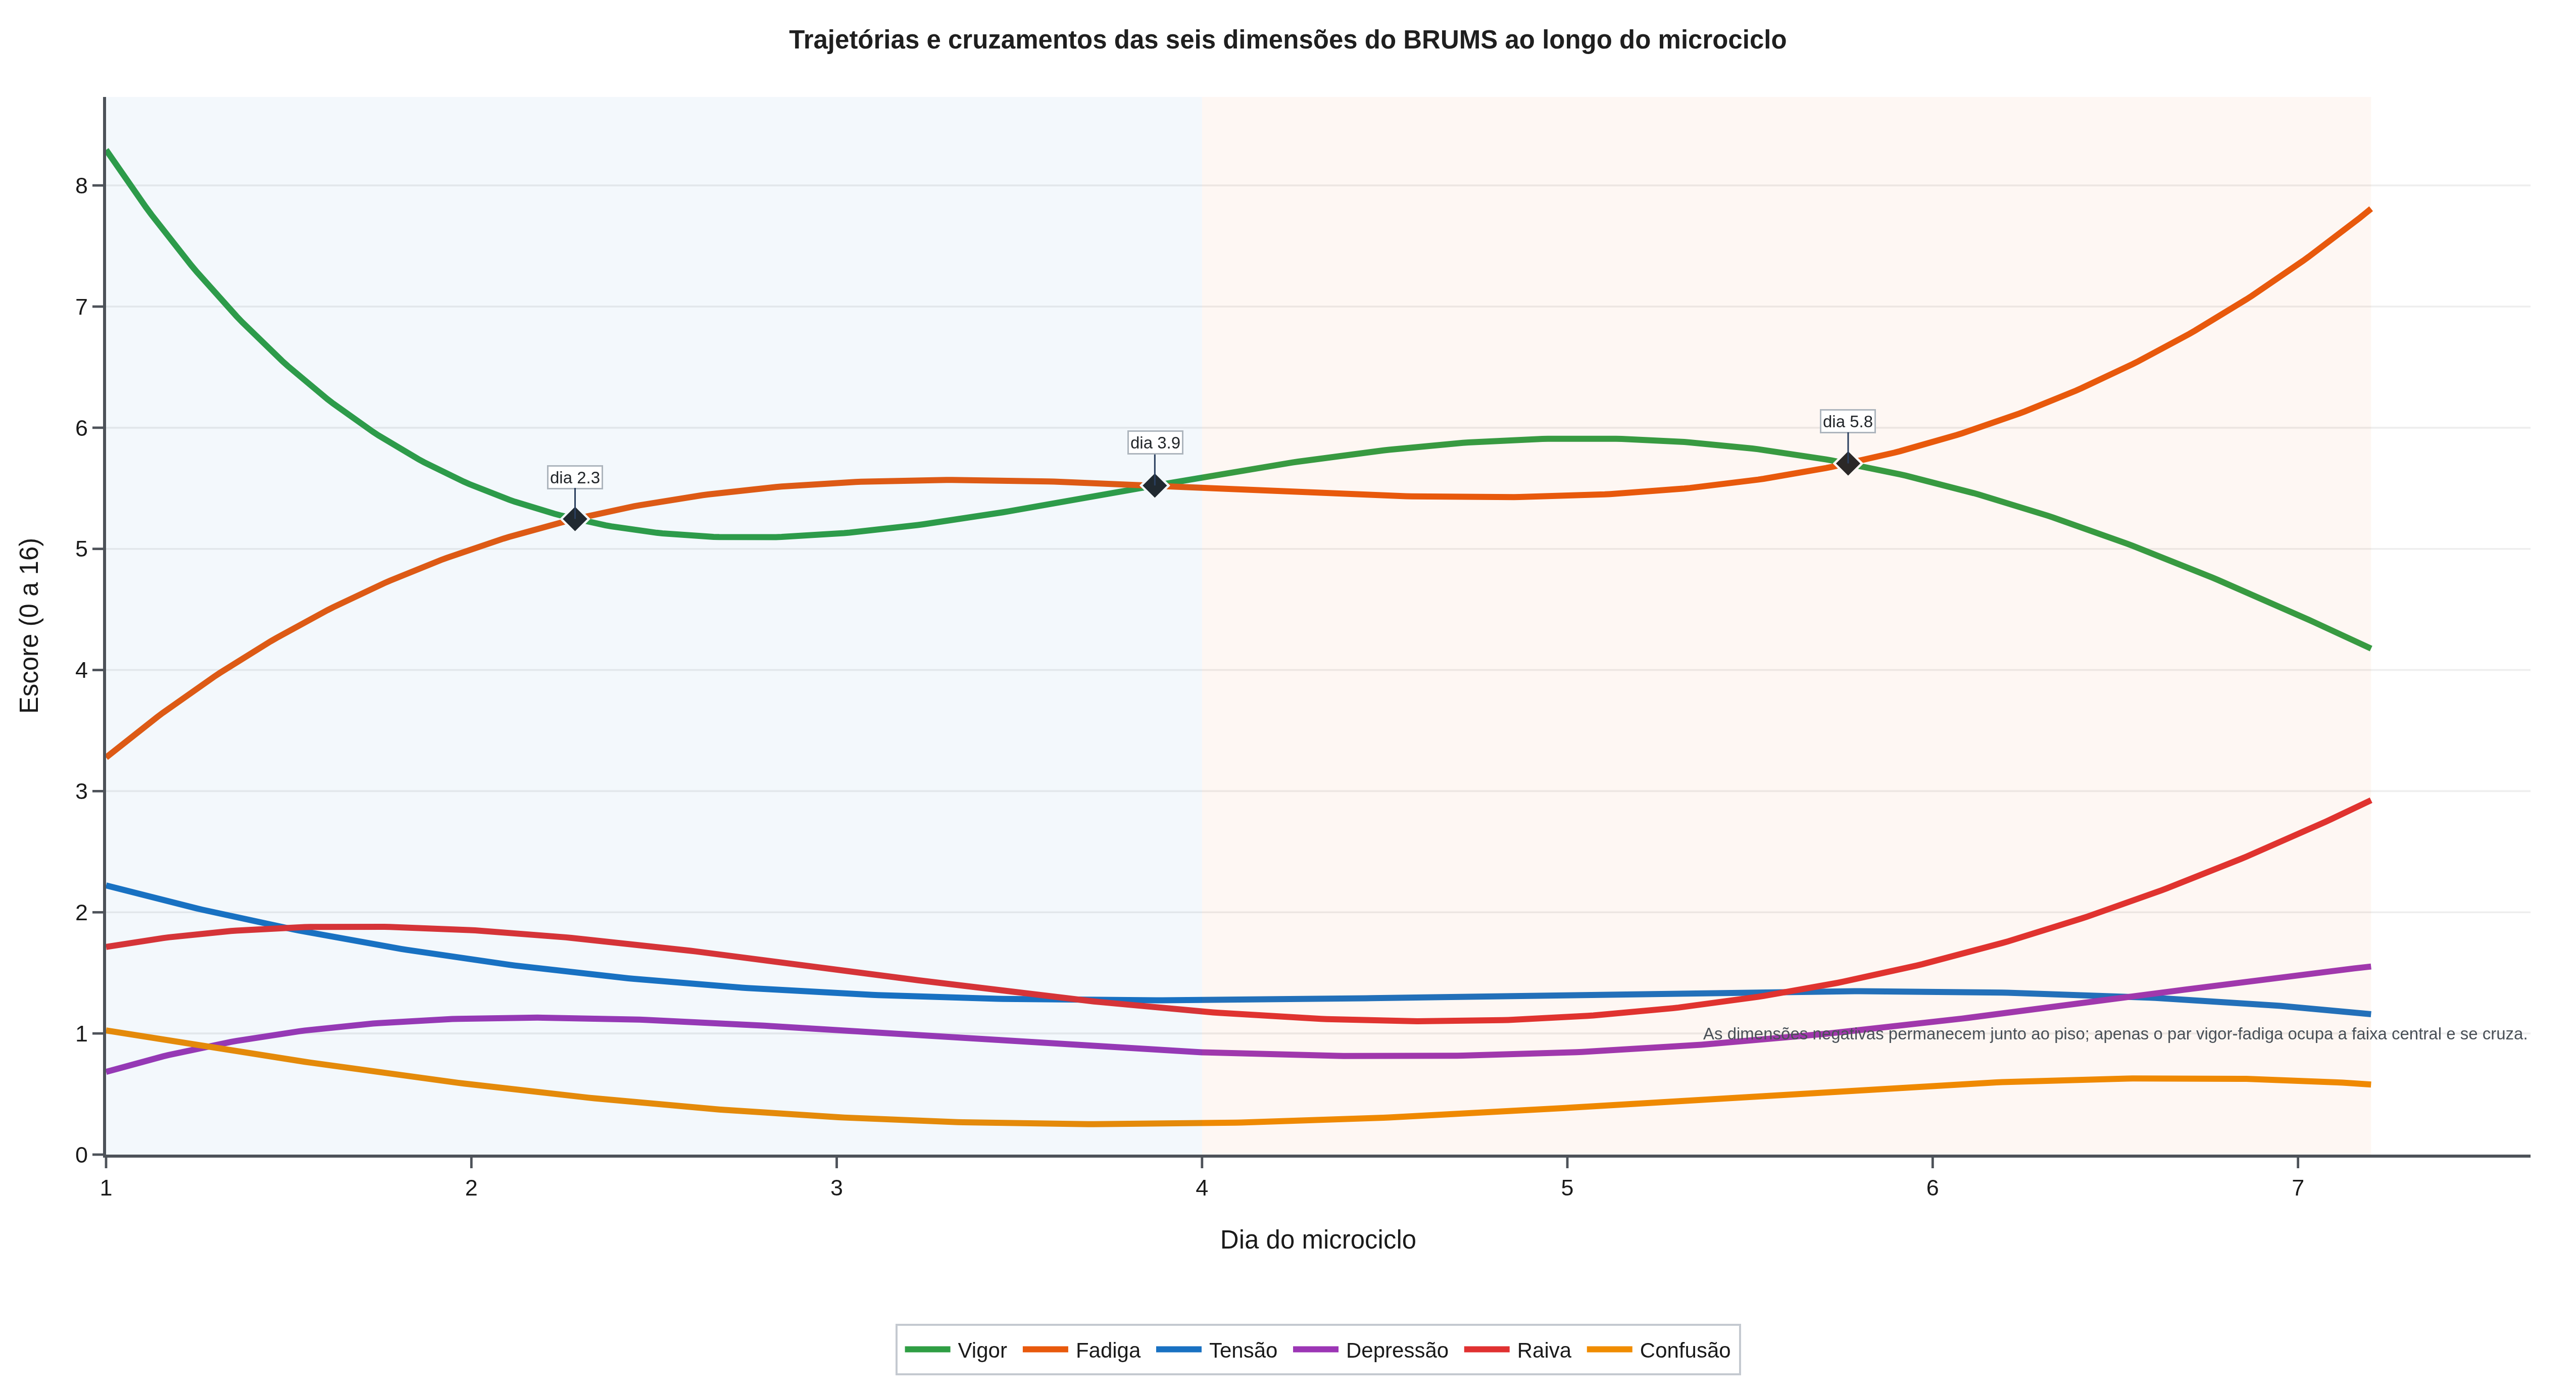 Trajetórias e cruzamentos das seis dimensões do BRUMS ao longo do microciclo
Escore (0 a 16)
8
7
6
5
4
3
2
1
0
dia 2.3
dia 3.9
dia 5.8
As dimensões negativas permanecem junto ao piso; apenas o par vigor-fadiga ocupa a faixa central e se cruza.
1 2 3 4 5 6 7
Dia do microciclo
Vigor Fadiga Tensão Depressão Raiva Confusão